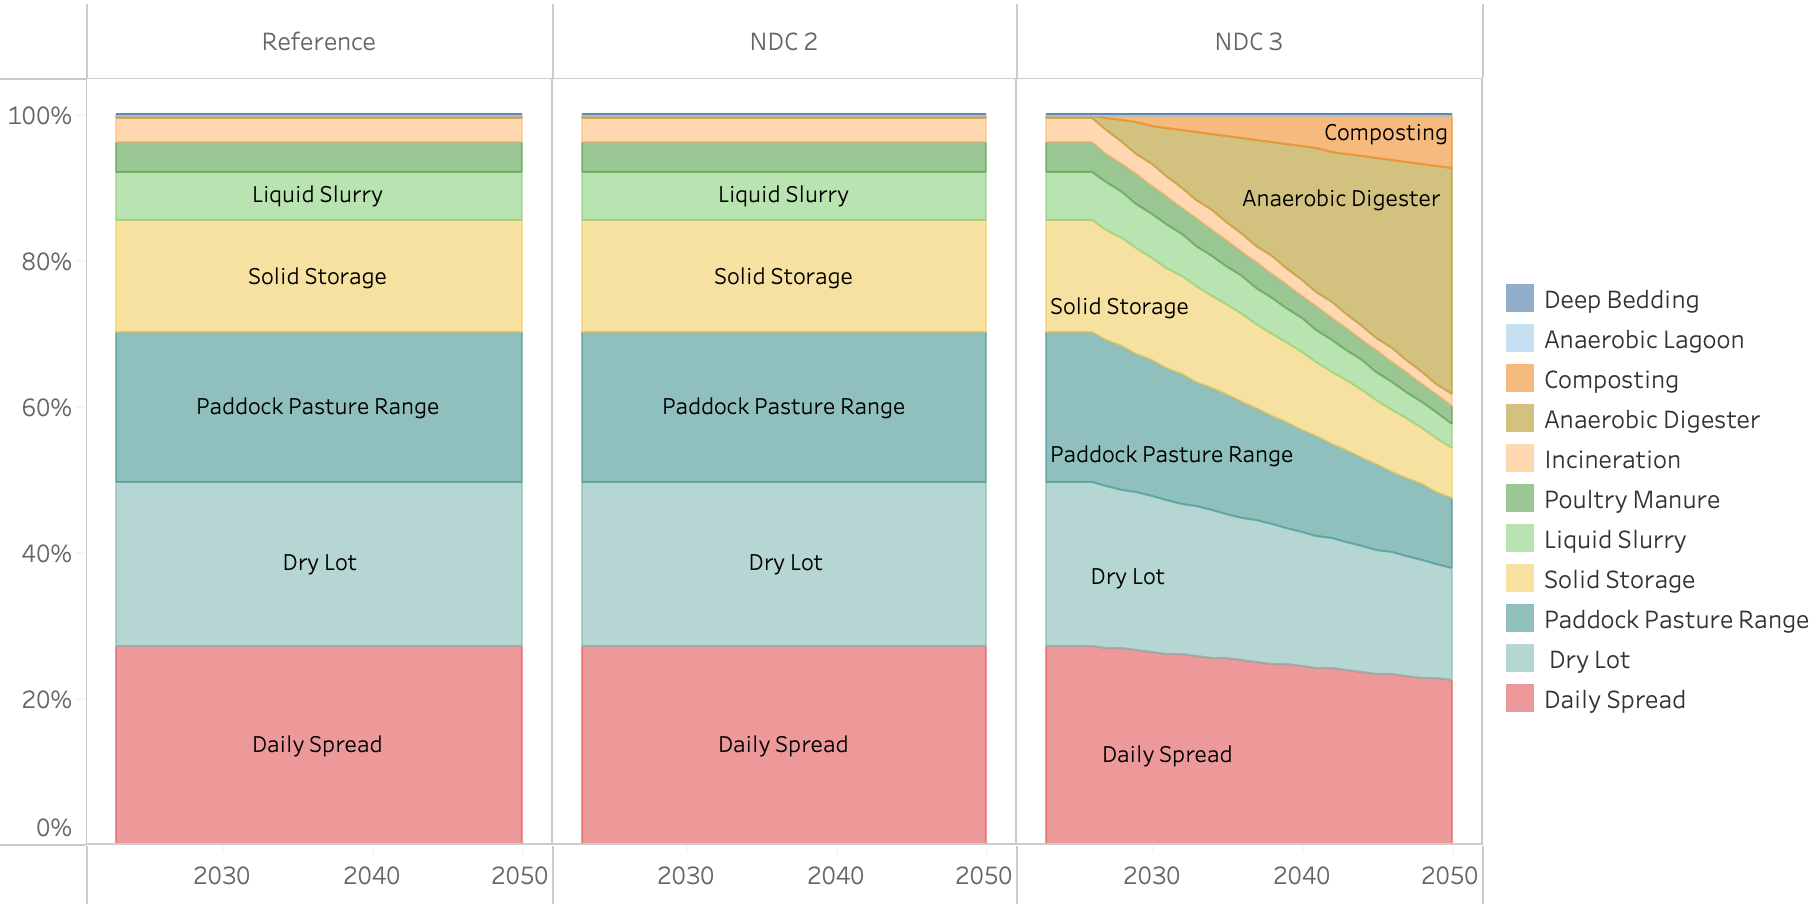 Reference
NDC 2
NDC 3
100%
80%
60%
40%
20%
0%
Liquid Slurry
Solid Storage
Paddock Pasture Range
Dry Lot
Daily Spread
2030
2040
2050
Liquid Slurry
Solid Storage
Paddock Pasture Range
Dry Lot
Daily Spread
2030
2040
2050
Composting
Anaerobic Digester
Solid Storage
Paddock Pasture Range
Dry Lot
Daily Spread
2030
2040
2050
Deep Bedding
Anaerobic Lagoon
Composting
Anaerobic Digester
Incineration
Poultry Manure
Liquid Slurry
Solid Storage
Paddock Pasture Range
Dry Lot
Daily Spread